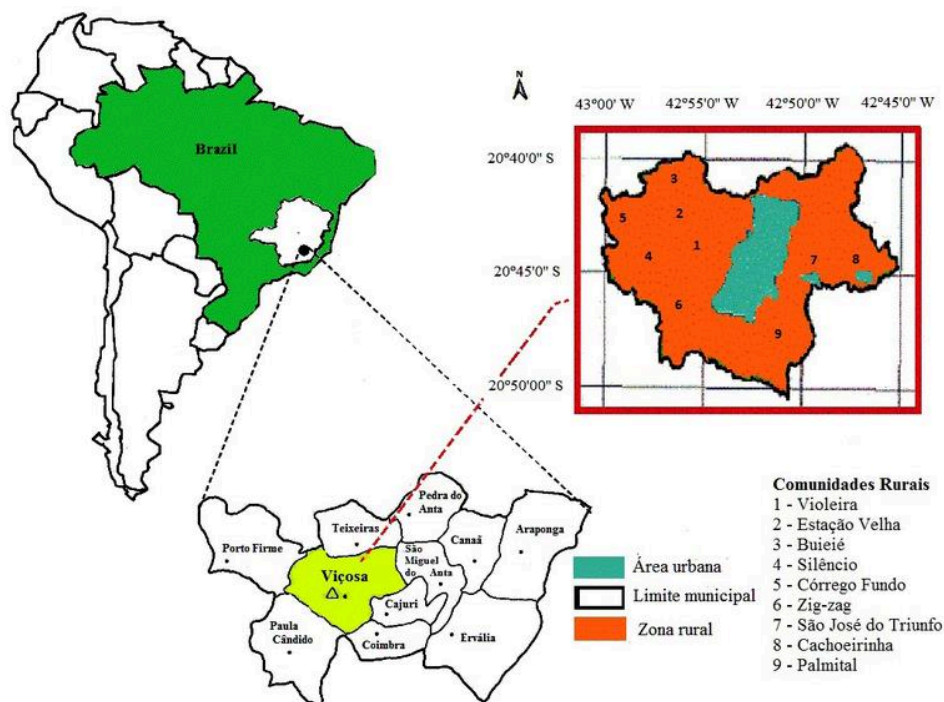 Brazil
N
43°00' W 42°55'0" W 42°50'0" W 42°45'0" W
20°40'0" S
20°45'0" S
20°50'00" S
3
5
2
4
1
7
8
6
9
Pedra do
Anta
Teixeiras
Porto Firme
Canaã
Araponga
São
Miguel
do
Anta
Viçosa
Cajuri
Paula
Cândido
Coimbra
Ervália
Área urbana
Limite municipal
Zona rural
Comunidades Rurais
1 - Violeira
2 - Estação Velha
3 - Buieié
4 - Silêncio
5 - Córrego Fundo
6 - Zig-zag
7 - São José do Triunfo
8 - Cachoeirinha
9 - Palmital